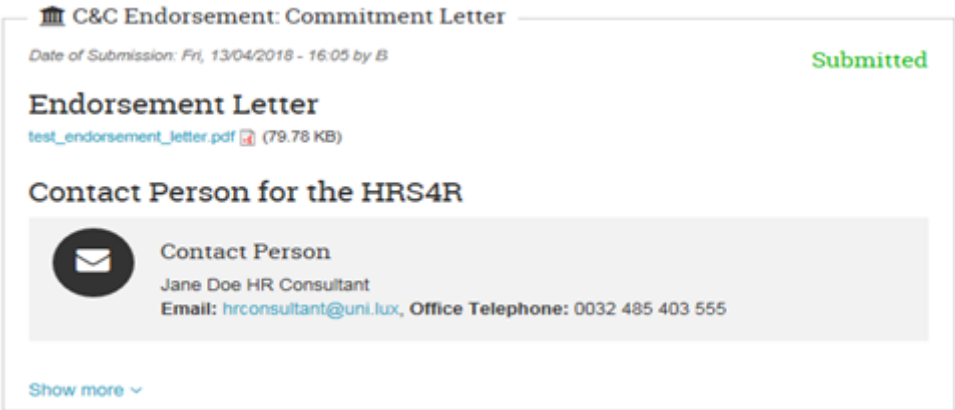 C&C Endorsement: Commitment Letter
Date of Submission: Fri, 13/04/2018 - 16:05 by B
Submitted
Endorsement Letter
test_endorsement_letter.pdf (79.78 KB)
Contact Person for the HRS4R
Contact Person
Jane Doe HR Consultant
Email: hrconsultant@uni.lux, Office Telephone: 0032 485 403 555
Show more